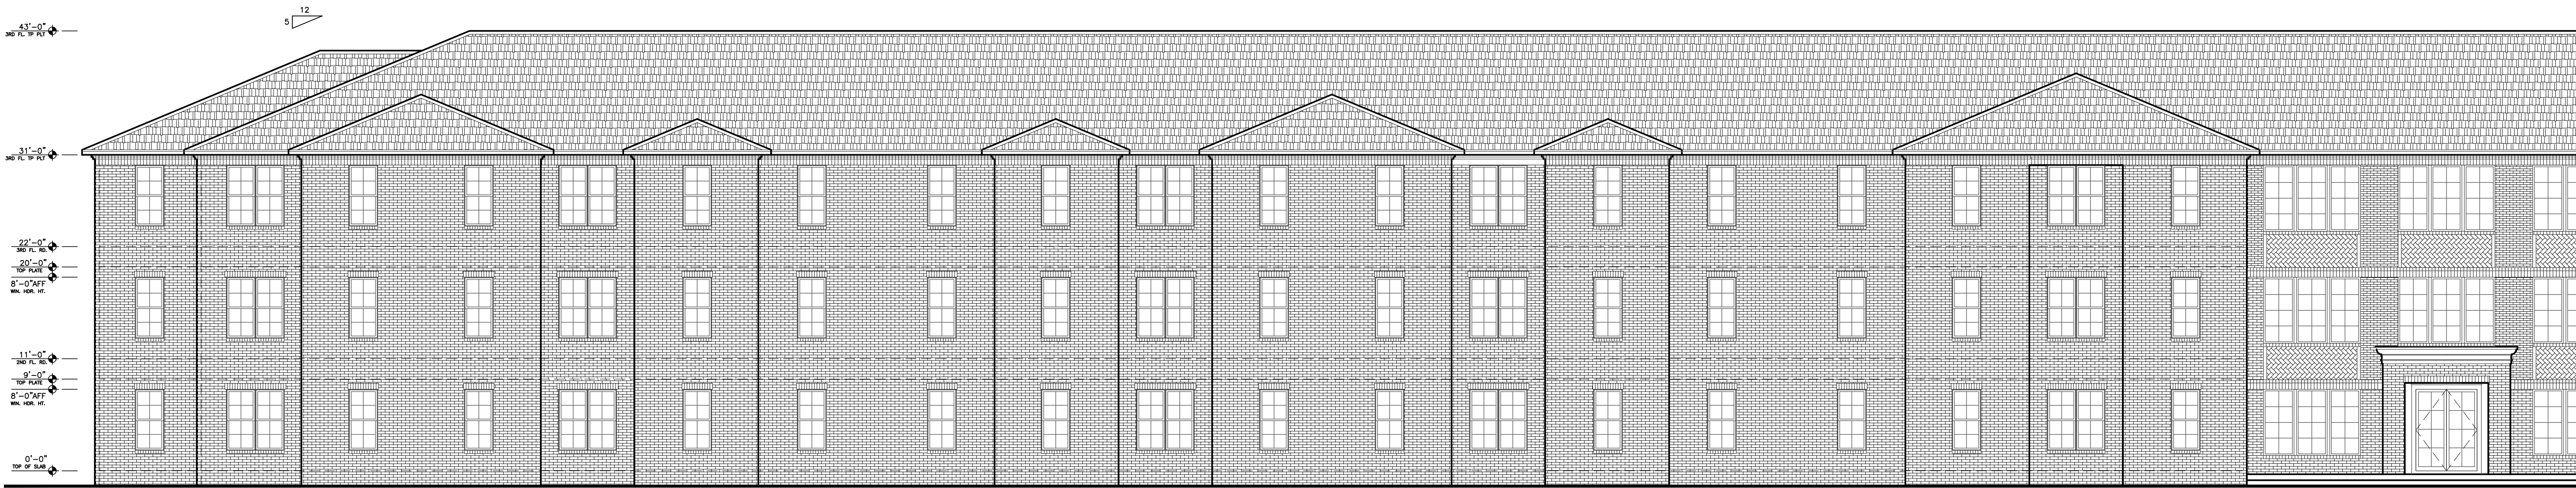 12
5
43'-0"
3RD FL. TP PLT
31'-0"
3RD FL. TP PLT
22'-0"
3RD FL. RD.
20'-0"
TOP PLATE
8'-0"AFF
WIN. HDR. HT.
11'-0"
2ND FL. RD.
9'-0"
TOP PLATE
8'-0"AFF
WIN. HDR. HT.
0'-0"
TOP OF SLAB